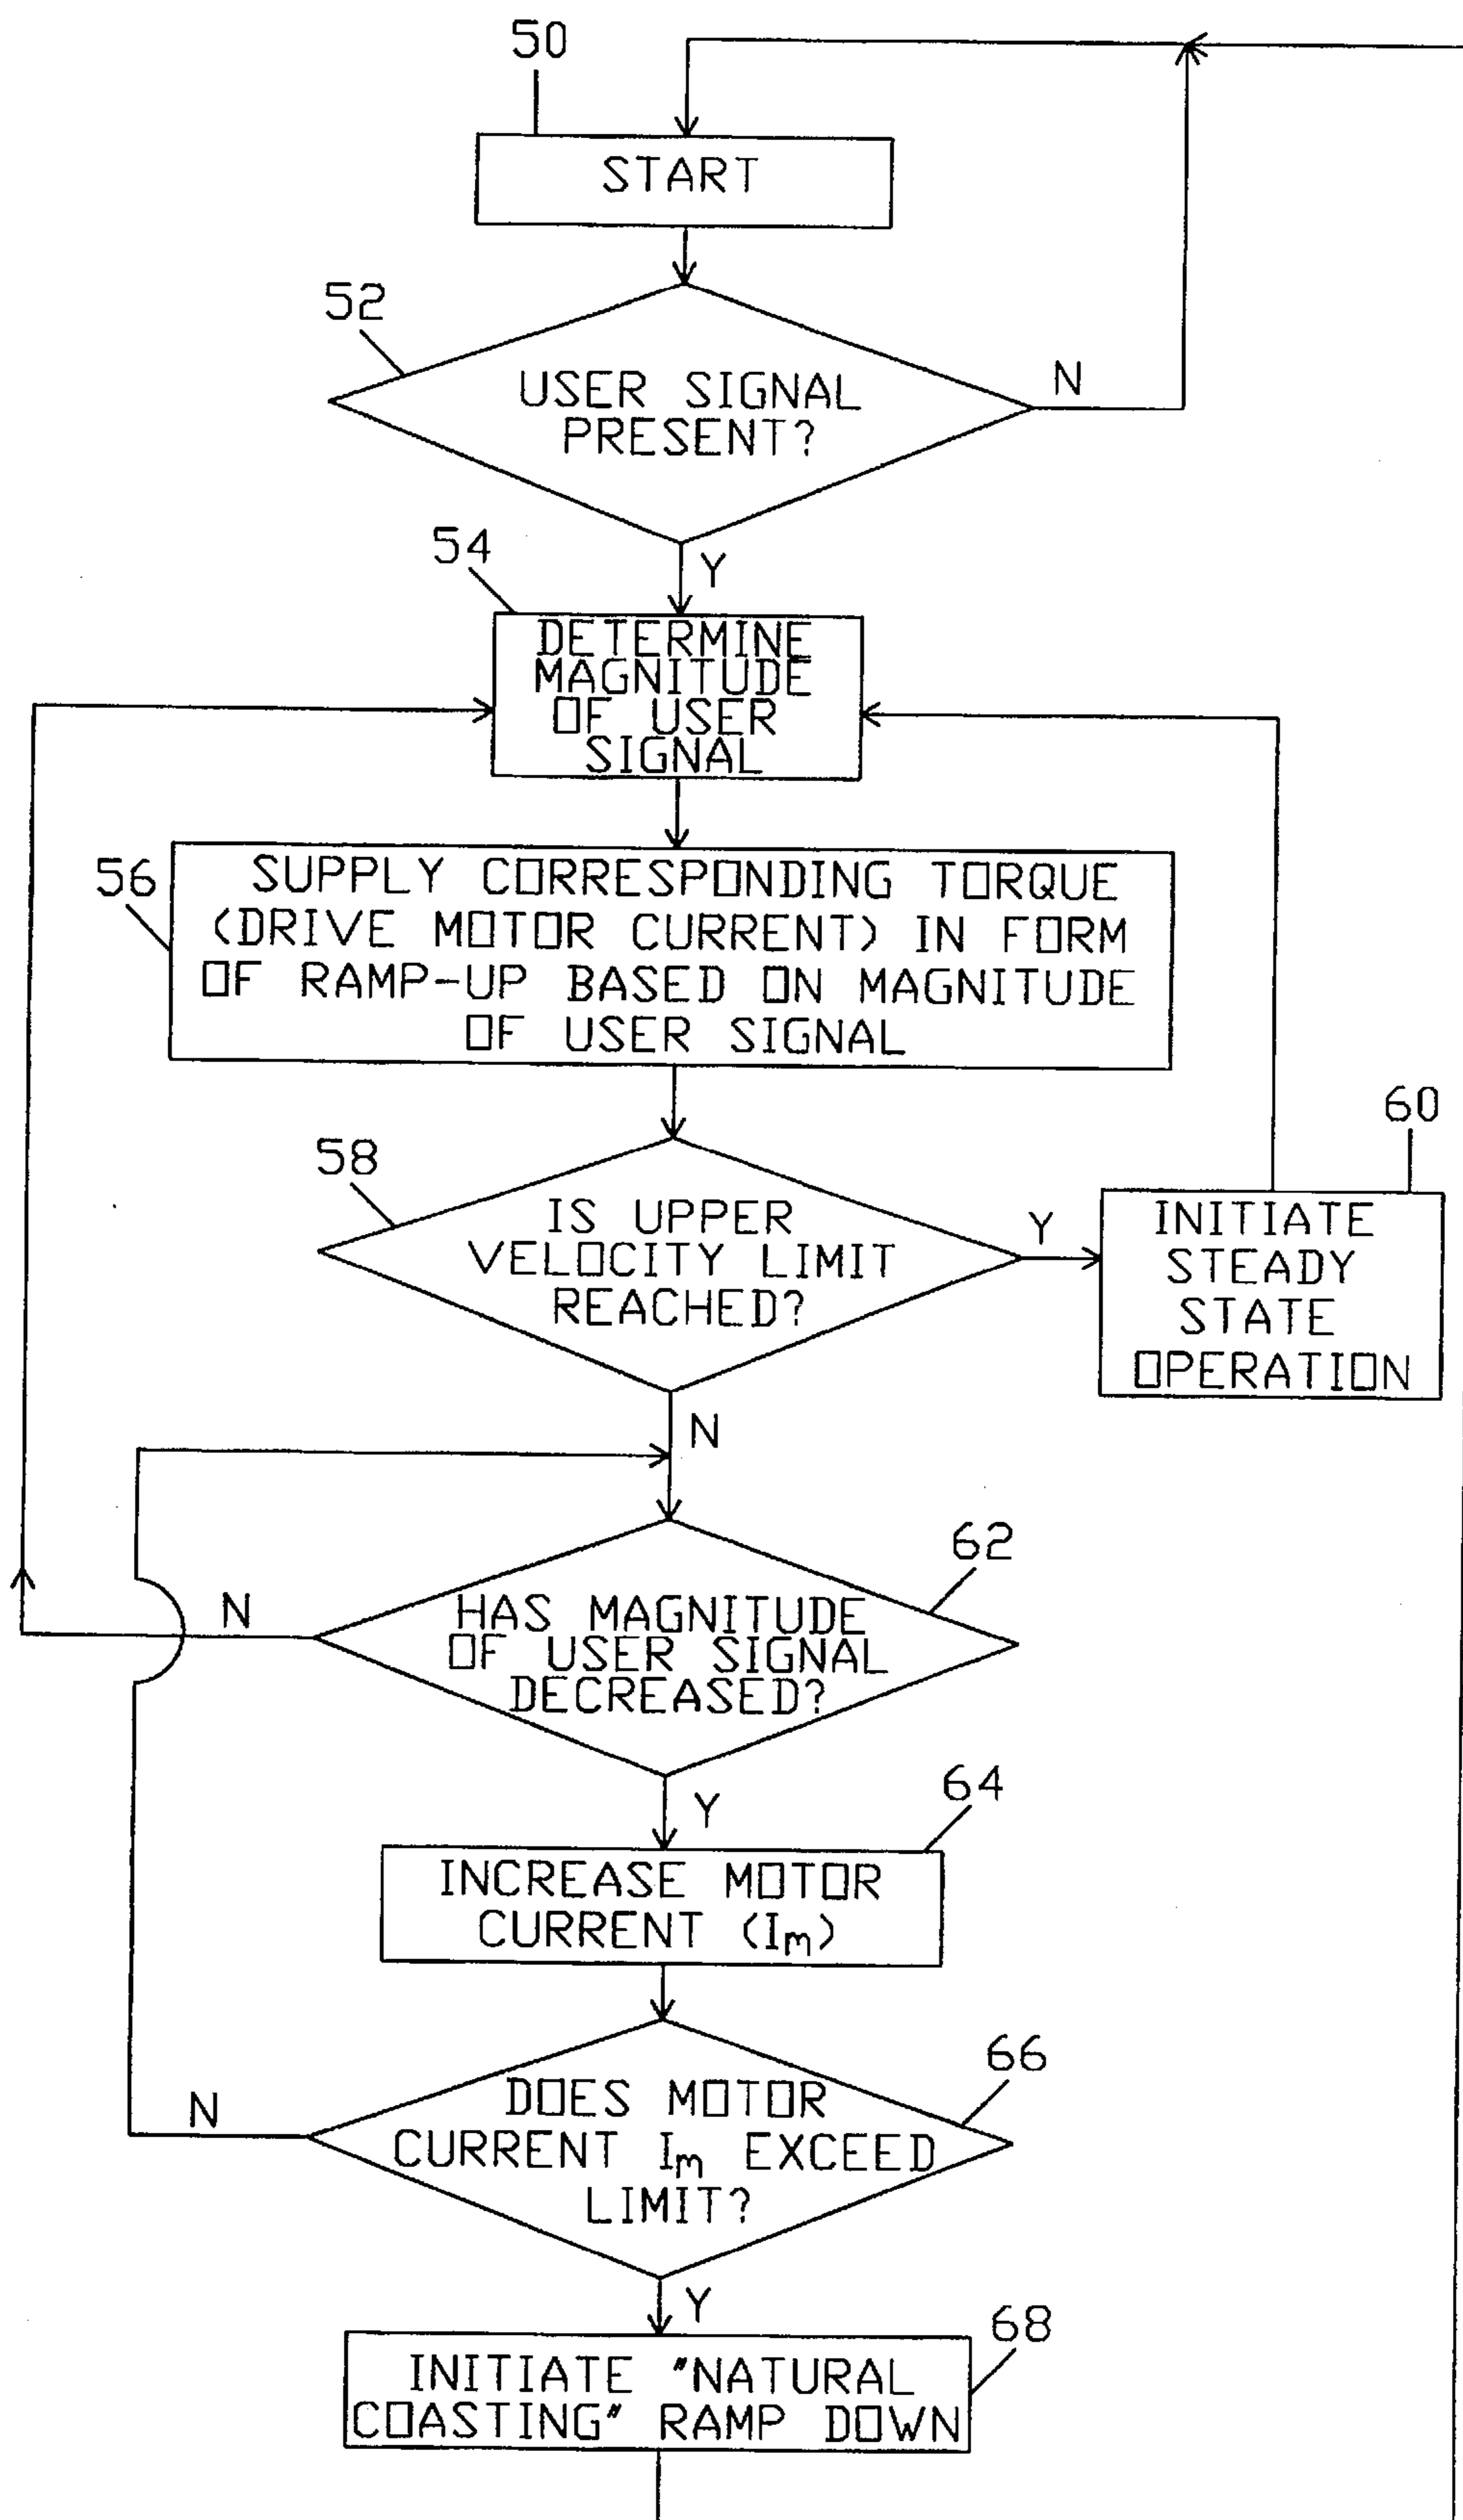 50
START
52
USER SIGNAL
PRESENT?
N
54
Y
DETERMINE
MAGNITUDE
OF USER
SIGNAL
56
SUPPLY CORRESPONDING TORQUE
(DRIVE MOTOR CURRENT) IN FORM
OF RAMP-UP BASED ON MAGNITUDE
OF USER SIGNAL
58
IS UPPER
VELOCITY LIMIT
REACHED?
Y
60
INITIATE
STEADY
STATE
OPERATION
N
62
HAS MAGNITUDE
OF USER SIGNAL
DECREASED?
N
Y
64
INCREASE MOTOR
CURRENT (Im)
66
DOES MOTOR
CURRENT Im EXCEED
LIMIT?
N
Y
68
INITIATE "NATURAL
COASTING" RAMP DOWN